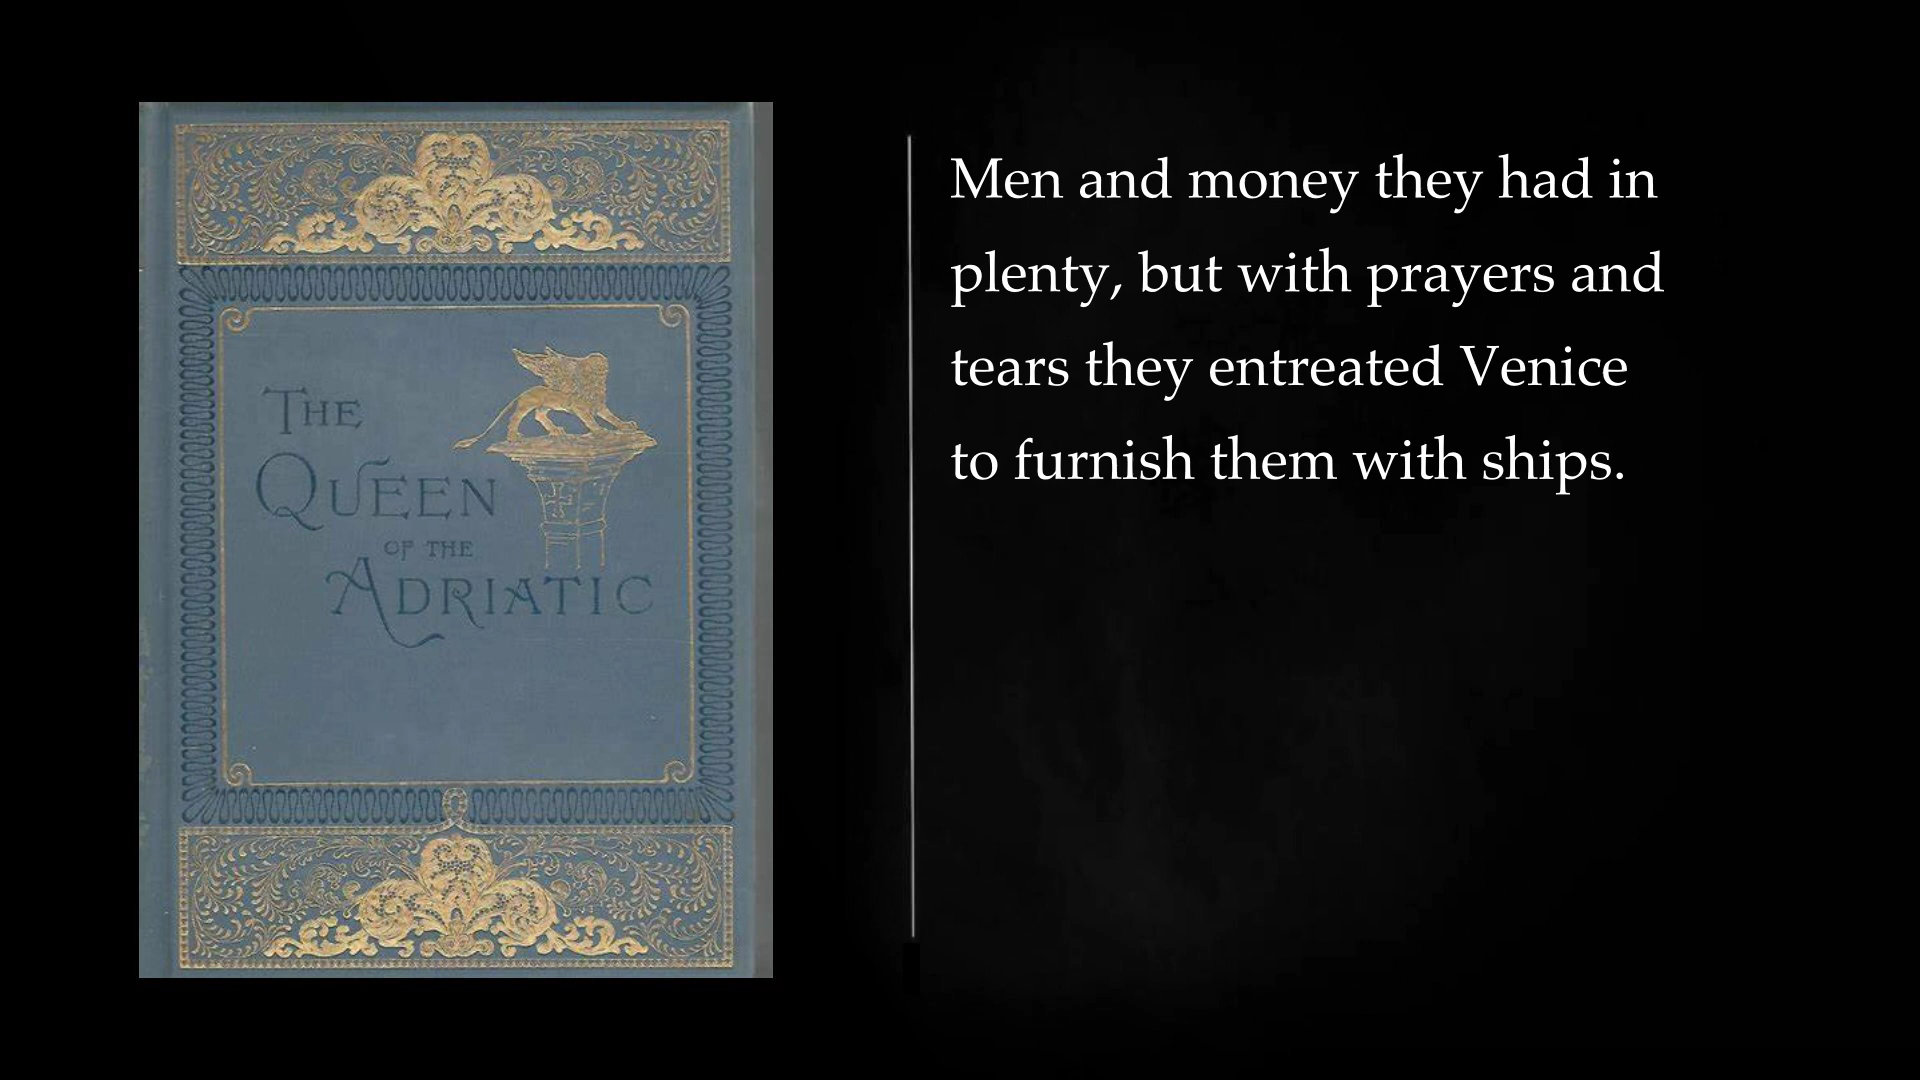 THE
QUEEN
OF THE
ADRIATIC
Men and money they had in
plenty, but with prayers and
tears they entreated Venice
to furnish them with ships.